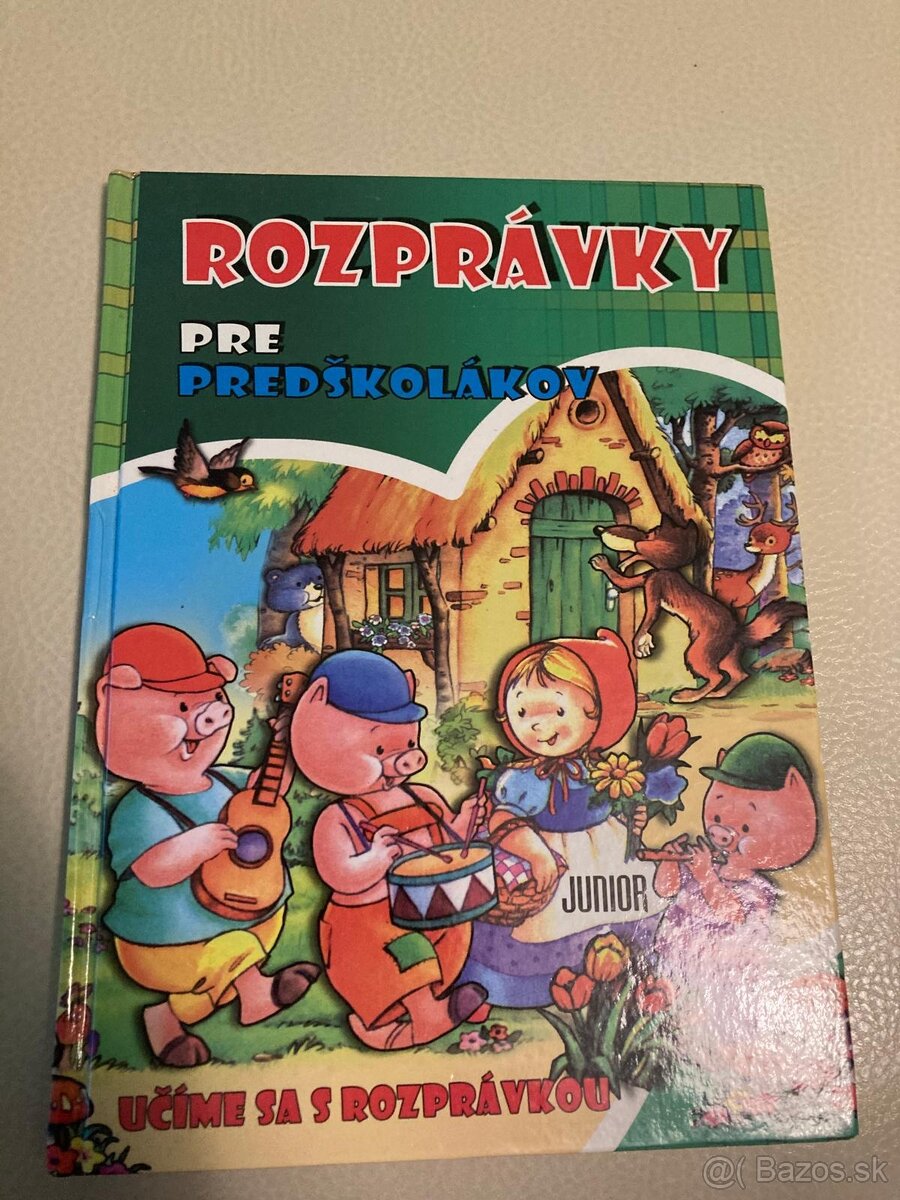 ROZPRÁVKY
PRE
PREDŠKOLÁKOV
JUNIOR
UČÍME SA S ROZPRÁVKOU
@( Bazos.sk